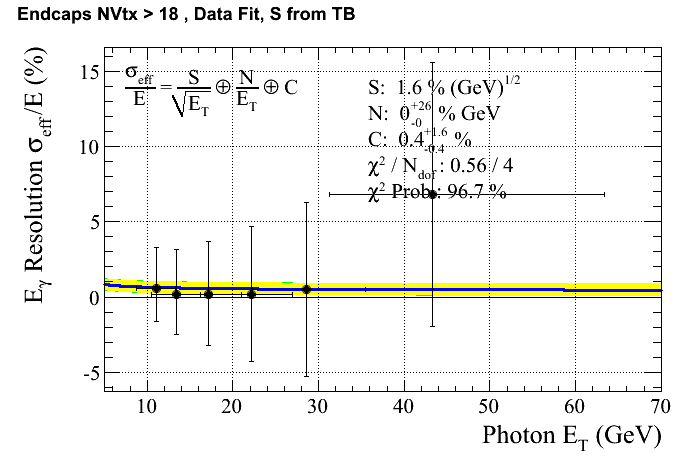 Endcaps NVtx > 18 , Data Fit, S from TB
Eγ Resolution σeff/E (%)
σeff/E = S/√ET ⊕ N/ET ⊕ C
S: 1.6 % (GeV)^1/2
N: 0 +26 -0 % GeV
C: 0.4 +1.6 -0.4 %
χ² / Ndof : 0.56 / 4
χ² Prob : 96.7 %
15
10
5
0
-5
10 20 30 40 50 60 70
Photon ET (GeV)